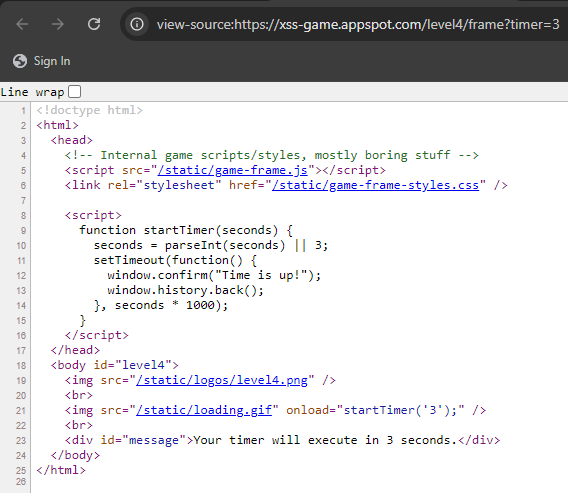 view-source:https://xss-game.appspot.com/level4/frame?timer=3
Sign In
Line wrap
1 <!doctype html>
2 <html>
3   <head>
4     <!-- Internal game scripts/styles, mostly boring stuff -->
5     <script src="/static/game-frame.js"></script>
6     <link rel="stylesheet" href="/static/game-frame-styles.css" />
7
8     <script>
9       function startTimer(seconds) {
10         seconds = parseInt(seconds) || 3;
11         setTimeout(function() {
12           window.confirm("Time is up!");
13           window.history.back();
14         }, seconds * 1000);
15       }
16     </script>
17   </head>
18   <body id="level4">
19     <img src="/static/logos/level4.png" />
20     <br>
21     <img src="/static/loading.gif" onload="startTimer('3');" />
22     <br>
23     <div id="message">Your timer will execute in 3 seconds.</div>
24   </body>
25 </html>
26